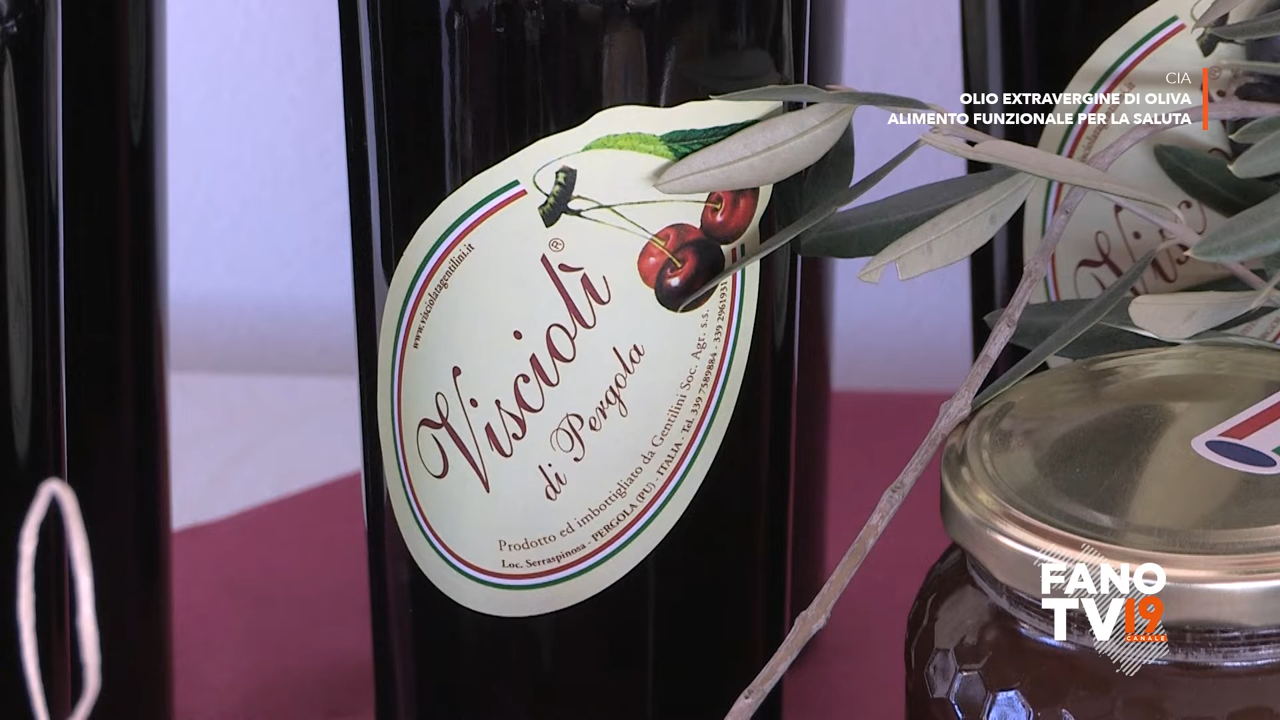 CIA
OLIO EXTRAVERGINE DI OLIVA
ALIMENTO FUNZIONALE PER LA SALUTA
www.visciolatagentilini.it
Visciolì®
di Pergola
Prodotto ed imbottigliato da Gentilini Soc. Agr. s.s.
Loc. Serraspinosa - PERGOLA (PU) - ITALIA - Tel. 339 7589884 - 339 2961931
FANO
TV19
CANALE